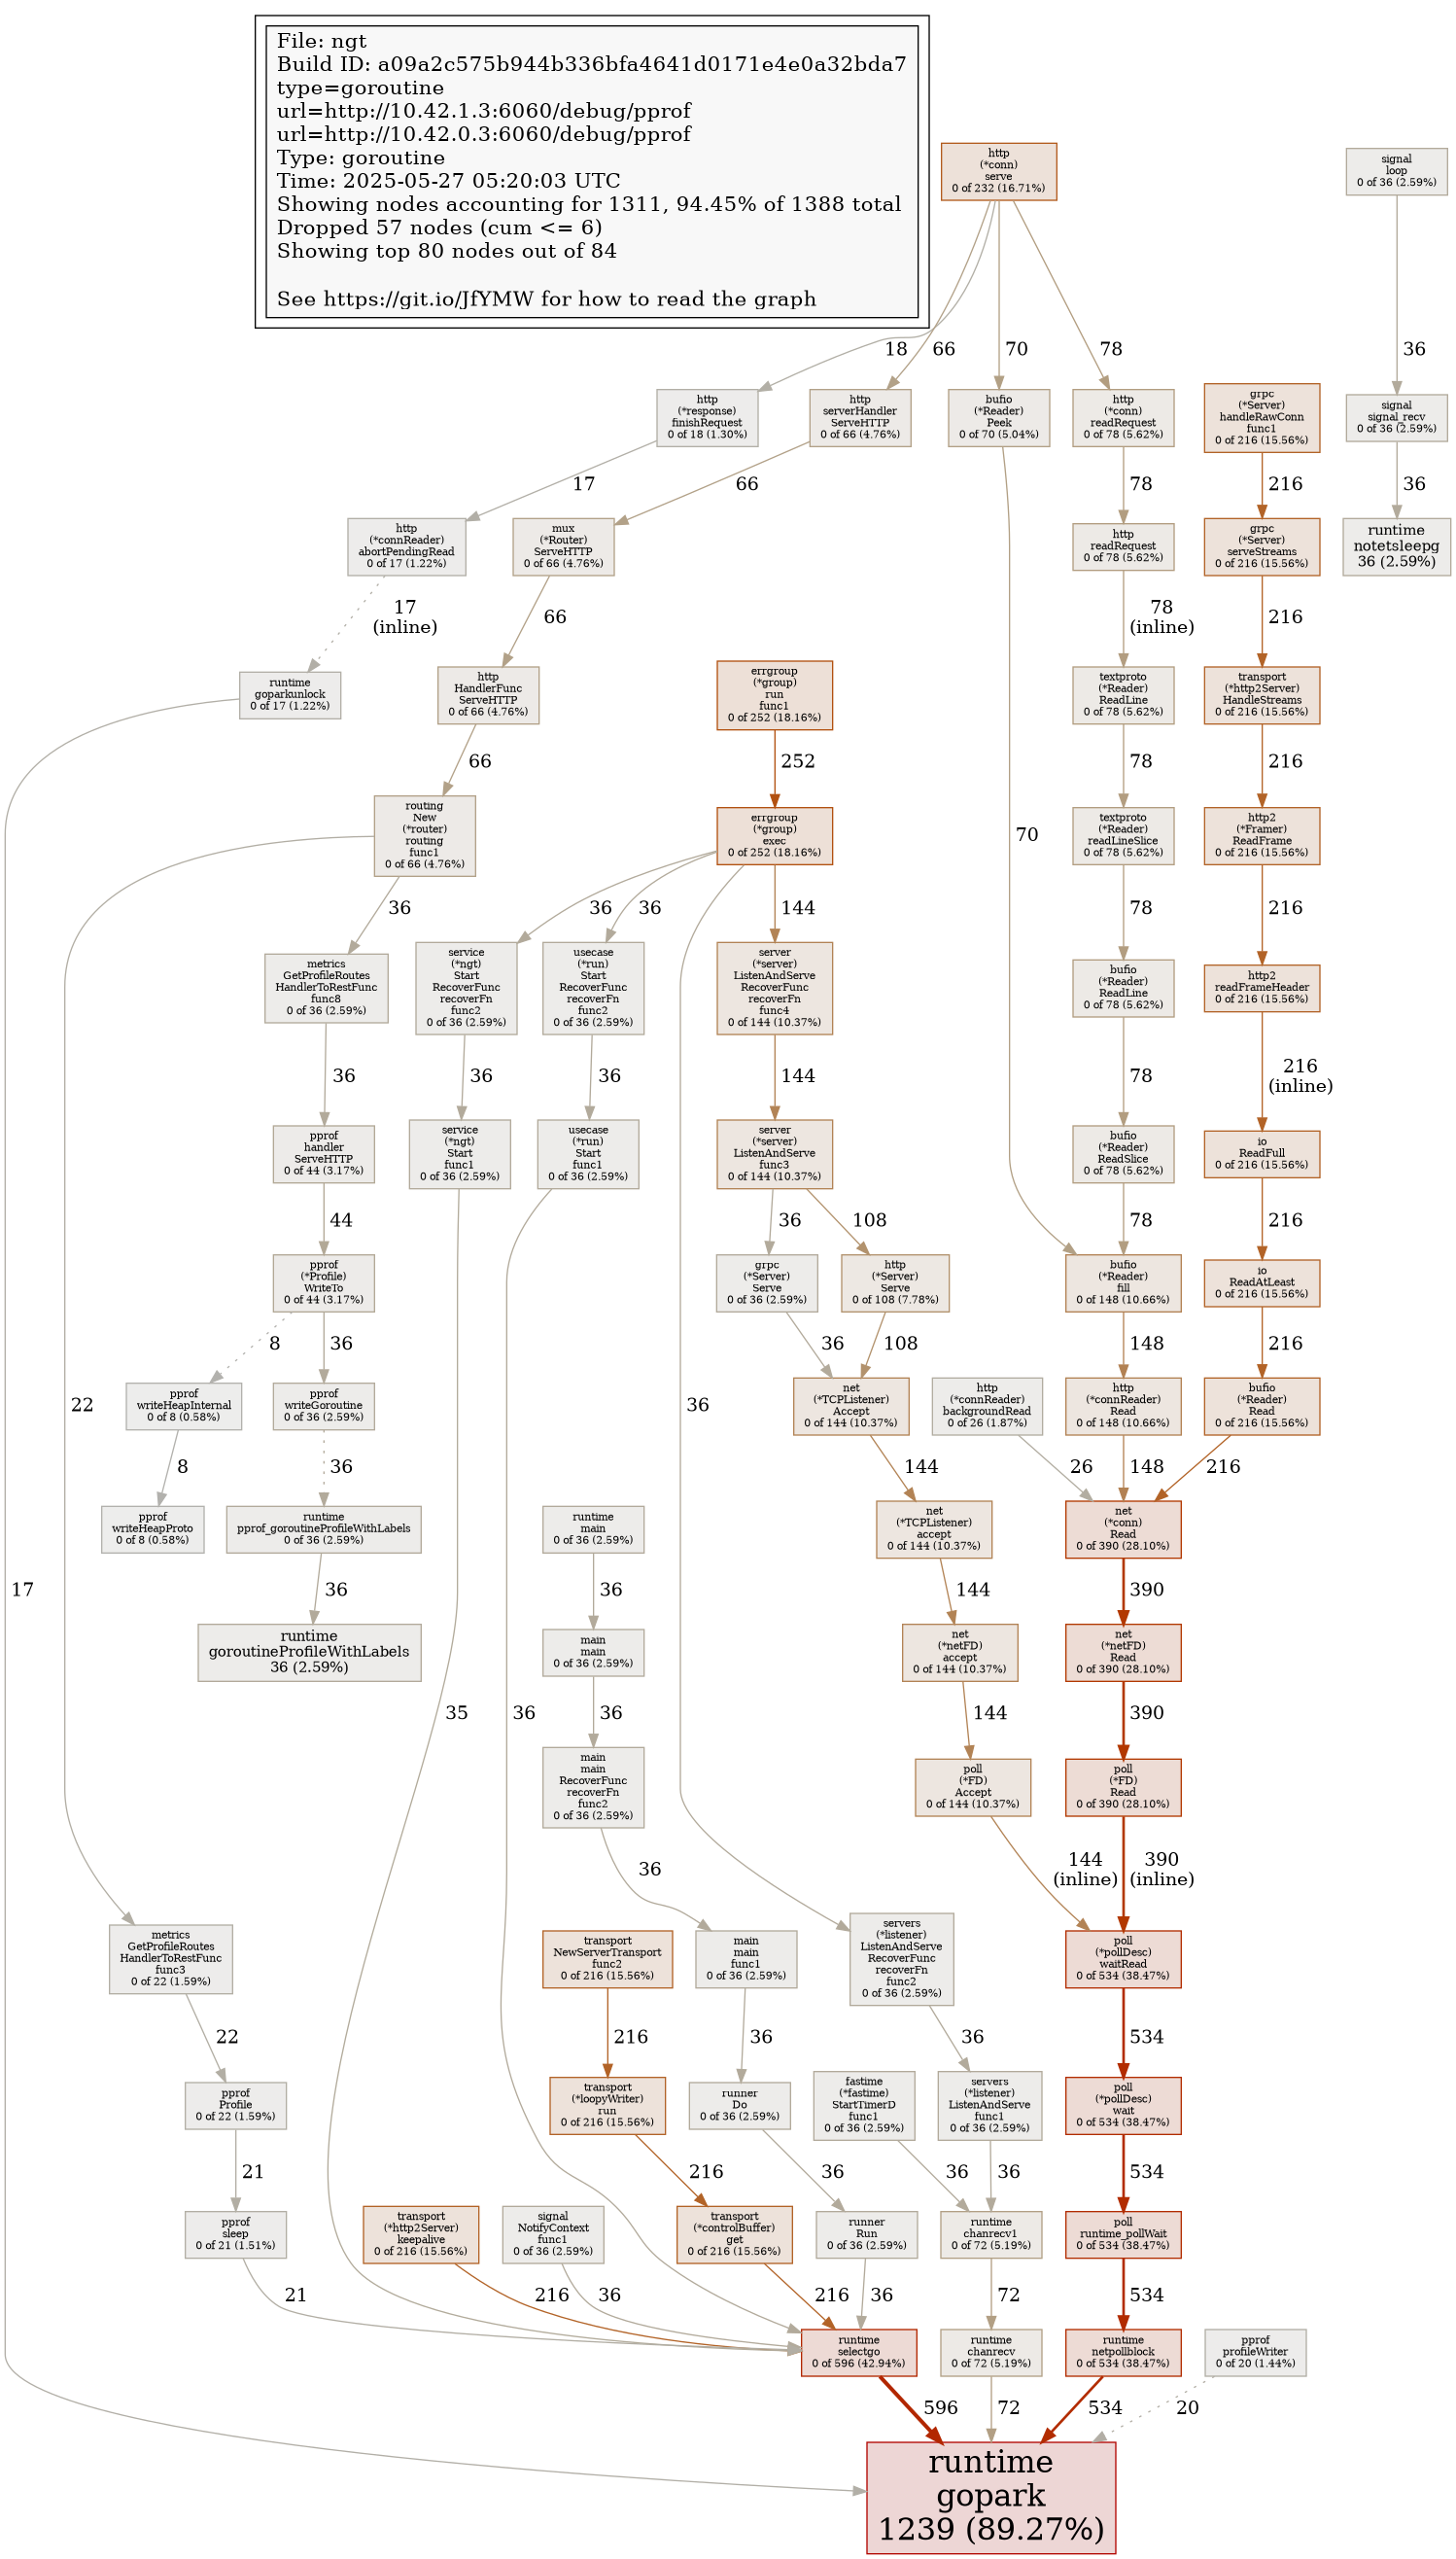 File: ngt
Build ID: a09a2c575b944b336bfa4641d0171e4e0a32bda7
type=goroutine
url=http://10.42.1.3:6060/debug/pprof
url=http://10.42.0.3:6060/debug/pprof
Type: goroutine
Time: 2025-05-27 05:20:03 UTC
Showing nodes accounting for 1311, 94.45% of 1388 total
Dropped 57 nodes (cum <= 6)
Showing top 80 nodes out of 84
See https://git.io/JfYMW for how to read the graph
http
(*conn)
serve
0 of 232 (16.71%)
signal
loop
0 of 36 (2.59%)
18
66
70
78
36
http
(*response)
finishRequest
0 of 18 (1.30%)
http
serverHandler
ServeHTTP
0 of 66 (4.76%)
bufio
(*Reader)
Peek
0 of 70 (5.04%)
http
(*conn)
readRequest
0 of 78 (5.62%)
grpc
(*Server)
handleRawConn
func1
0 of 216 (15.56%)
signal
signal_recv
0 of 36 (2.59%)
17
66
78
216
36
http
(*connReader)
abortPendingRead
0 of 17 (1.22%)
mux
(*Router)
ServeHTTP
0 of 66 (4.76%)
http
readRequest
0 of 78 (5.62%)
grpc
(*Server)
serveStreams
0 of 216 (15.56%)
runtime
notetsleepg
36 (2.59%)
17
(inline)
66
78
(inline)
216
runtime
goparkunlock
0 of 17 (1.22%)
http
HandlerFunc
ServeHTTP
0 of 66 (4.76%)
errgroup
(*group)
run
func1
0 of 252 (18.16%)
textproto
(*Reader)
ReadLine
0 of 78 (5.62%)
transport
(*http2Server)
HandleStreams
0 of 216 (15.56%)
66
252
78
216
routing
New
(*router)
routing
func1
0 of 66 (4.76%)
errgroup
(*group)
exec
0 of 252 (18.16%)
70
textproto
(*Reader)
readLineSlice
0 of 78 (5.62%)
http2
(*Framer)
ReadFrame
0 of 216 (15.56%)
36
36
36
144
78
216
metrics
GetProfileRoutes
HandlerToRestFunc
func8
0 of 36 (2.59%)
service
(*ngt)
Start
RecoverFunc
recoverFn
func2
0 of 36 (2.59%)
usecase
(*run)
Start
RecoverFunc
recoverFn
func2
0 of 36 (2.59%)
server
(*server)
ListenAndServe
RecoverFunc
recoverFn
func4
0 of 144 (10.37%)
bufio
(*Reader)
ReadLine
0 of 78 (5.62%)
http2
readFrameHeader
0 of 216 (15.56%)
36
36
36
144
78
216
(inline)
pprof
handler
ServeHTTP
0 of 44 (3.17%)
service
(*ngt)
Start
func1
0 of 36 (2.59%)
usecase
(*run)
Start
func1
0 of 36 (2.59%)
server
(*server)
ListenAndServe
func3
0 of 144 (10.37%)
bufio
(*Reader)
ReadSlice
0 of 78 (5.62%)
io
ReadFull
0 of 216 (15.56%)
44
36
108
78
216
pprof
(*Profile)
WriteTo
0 of 44 (3.17%)
grpc
(*Server)
Serve
0 of 36 (2.59%)
http
(*Server)
Serve
0 of 108 (7.78%)
bufio
(*Reader)
fill
0 of 148 (10.66%)
io
ReadAtLeast
0 of 216 (15.56%)
8
36
36
108
148
216
22
pprof
writeHeapInternal
0 of 8 (0.58%)
pprof
writeGoroutine
0 of 36 (2.59%)
36
net
(*TCPListener)
Accept
0 of 144 (10.37%)
http
(*connReader)
backgroundRead
0 of 26 (1.87%)
http
(*connReader)
Read
0 of 148 (10.66%)
bufio
(*Reader)
Read
0 of 216 (15.56%)
8
36
144
26
148
216
pprof
writeHeapProto
0 of 8 (0.58%)
runtime
pprof_goroutineProfileWithLabels
0 of 36 (2.59%)
runtime
main
0 of 36 (2.59%)
net
(*TCPListener)
accept
0 of 144 (10.37%)
net
(*conn)
Read
0 of 390 (28.10%)
17
36
36
144
390
runtime
goroutineProfileWithLabels
36 (2.59%)
main
main
0 of 36 (2.59%)
net
(*netFD)
accept
0 of 144 (10.37%)
net
(*netFD)
Read
0 of 390 (28.10%)
35
36
36
144
390
main
main
RecoverFunc
recoverFn
func2
0 of 36 (2.59%)
poll
(*FD)
Accept
0 of 144 (10.37%)
poll
(*FD)
Read
0 of 390 (28.10%)
36
144
(inline)
390
(inline)
metrics
GetProfileRoutes
HandlerToRestFunc
func3
0 of 22 (1.59%)
transport
NewServerTransport
func2
0 of 216 (15.56%)
main
main
func1
0 of 36 (2.59%)
servers
(*listener)
ListenAndServe
RecoverFunc
recoverFn
func2
0 of 36 (2.59%)
poll
(*pollDesc)
waitRead
0 of 534 (38.47%)
22
216
36
36
534
pprof
Profile
0 of 22 (1.59%)
transport
(*loopyWriter)
run
0 of 216 (15.56%)
runner
Do
0 of 36 (2.59%)
fastime
(*fastime)
StartTimerD
func1
0 of 36 (2.59%)
servers
(*listener)
ListenAndServe
func1
0 of 36 (2.59%)
poll
(*pollDesc)
wait
0 of 534 (38.47%)
21
216
36
36
36
534
pprof
sleep
0 of 21 (1.51%)
transport
(*http2Server)
keepalive
0 of 216 (15.56%)
signal
NotifyContext
func1
0 of 36 (2.59%)
transport
(*controlBuffer)
get
0 of 216 (15.56%)
runner
Run
0 of 36 (2.59%)
runtime
chanrecv1
0 of 72 (5.19%)
poll
runtime_pollWait
0 of 534 (38.47%)
21
216
36
216
36
72
534
runtime
selectgo
0 of 596 (42.94%)
runtime
chanrecv
0 of 72 (5.19%)
runtime
netpollblock
0 of 534 (38.47%)
pprof
profileWriter
0 of 20 (1.44%)
596
72
534
20
runtime
gopark
1239 (89.27%)